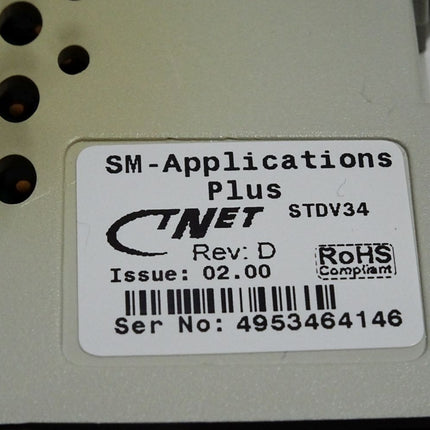 SM-Applications
Plus
CTNET STDV34
Rev: D
Issue: 02.00
RoHS
Compliant
Ser No: 4953464146